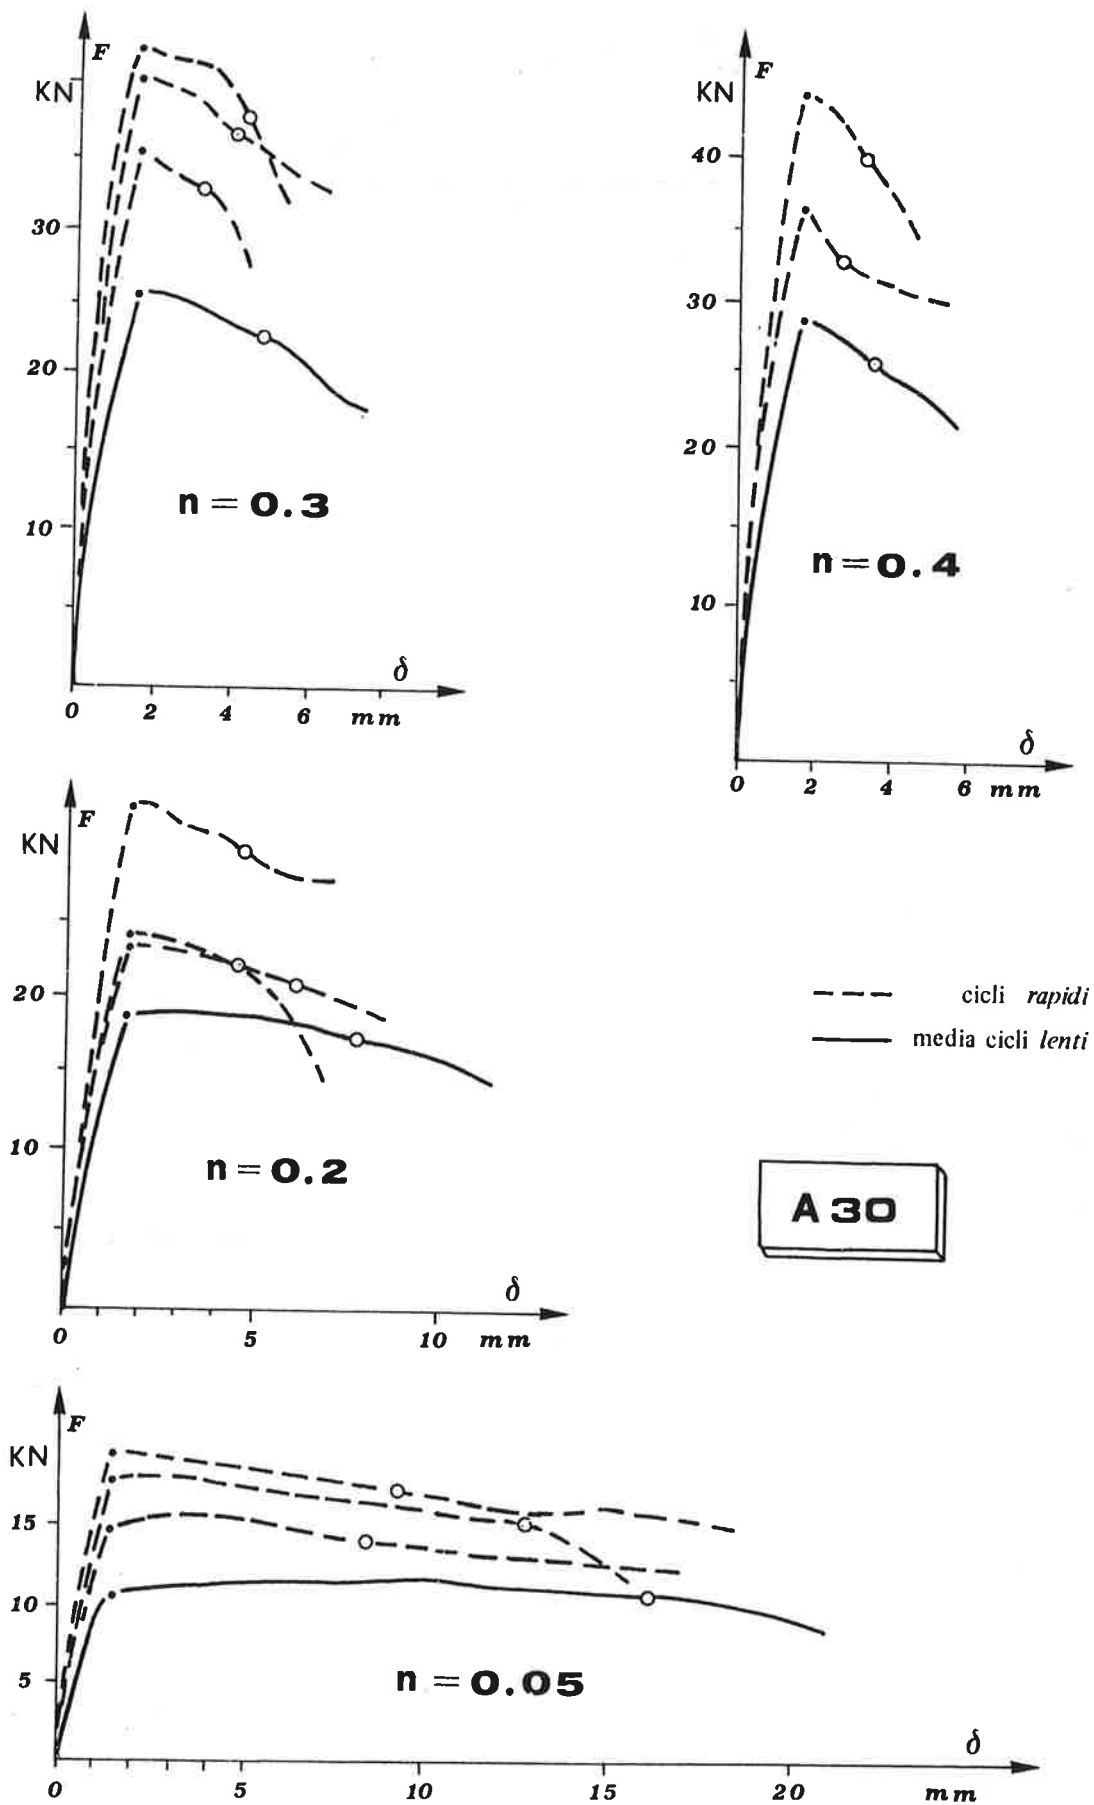 F
KN
30
20
10
n = 0.3
δ
0 2 4 6 mm
F
KN
40
30
20
10
n = 0.4
δ
0 2 4 6 mm
F
KN
20
10
n = 0.2
δ
0 5 10 mm
cicli rapidi
media cicli lenti
A 30
F
KN
15
10
5
n = 0.05
δ
0 5 10 15 20 mm